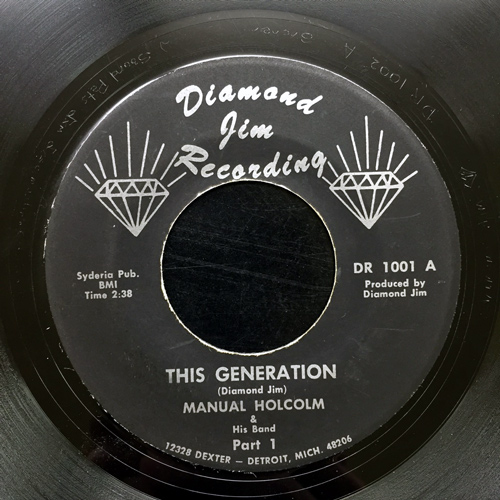 Diamond
Jim
Recording
Syderia Pub.
BMI
Time 2:38
DR 1001 A
Produced by
Diamond Jim
THIS GENERATION
(Diamond Jim)
MANUAL HOLCOLM
&
His Band
Part 1
12328 DEXTER – DETROIT, MICH. 48206